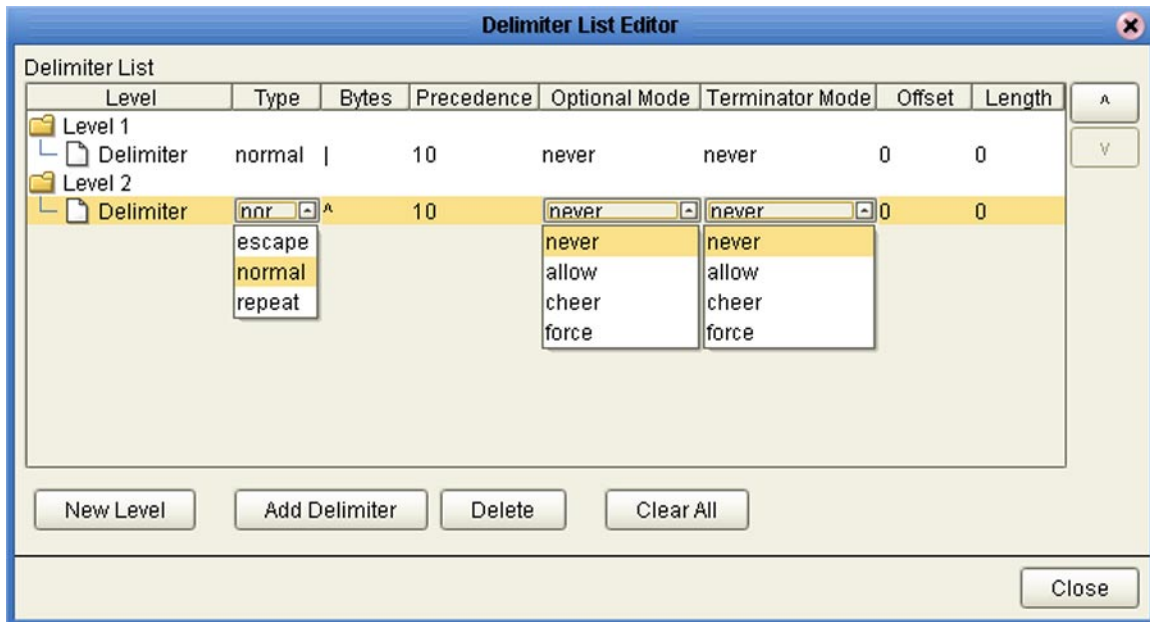 Delimiter List Editor
Delimiter List
Level Type Bytes Precedence Optional Mode Terminator Mode Offset Length
Level 1
Delimiter normal | 10 never never 0 0
Level 2
Delimiter nor ^ 10 never never 0 0
escape never never
normal allow allow
repeat cheer cheer
force force
New Level Add Delimiter Delete Clear All
Close